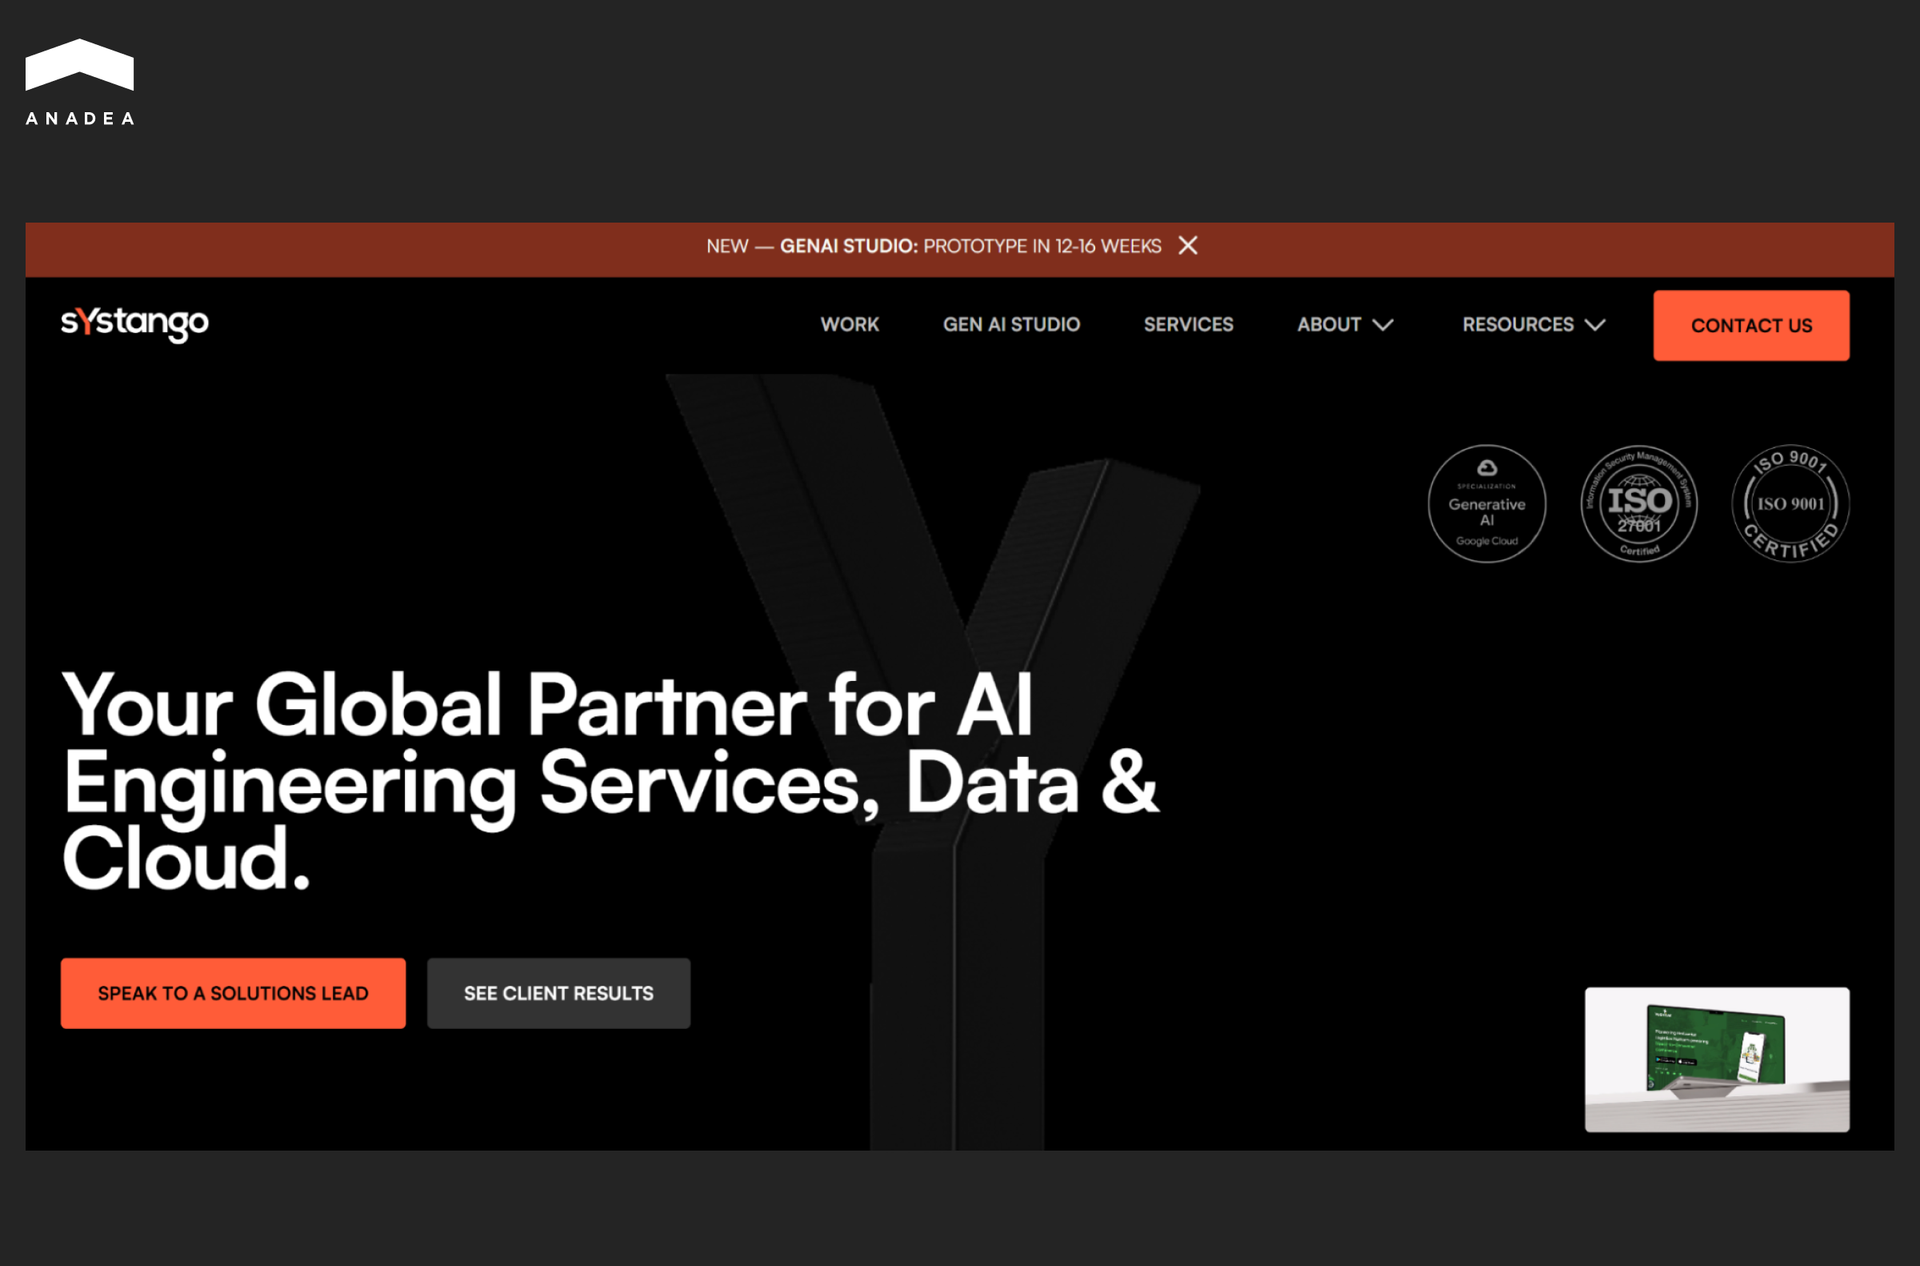 ANADEA
NEW — GENAI STUDIO: PROTOTYPE IN 12-16 WEEKS
sYstango
WORK
GEN AI STUDIO
SERVICES
ABOUT
RESOURCES
CONTACT US
SPECIALIZATION
Generative
AI
Google Cloud
Information Security Management System
ISO
27001
Certified
ISO 9001
ISO 9001
CERTIFIED
Your Global Partner for AI
Engineering Services, Data &
Cloud.
SPEAK TO A SOLUTIONS LEAD
SEE CLIENT RESULTS